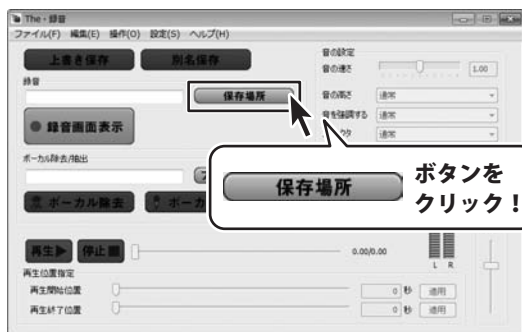 The・録音
ファイル(F) 編集(E) 操作(O) 設定(S) ヘルプ(H)
上書き保存 別名保存
音の設定
音の速さ 1.00
録音
保存場所
音の高さ 通常
音を強調する 通常
通常
録音画面表示
ボーカル除去/抽出
ボーカル除去
保存場所
ボタンを
クリック！
再生 停止
0.00/0.00
L R
再生位置指定
再生開始位置 0 秒 適用
再生終了位置 0 秒 適用